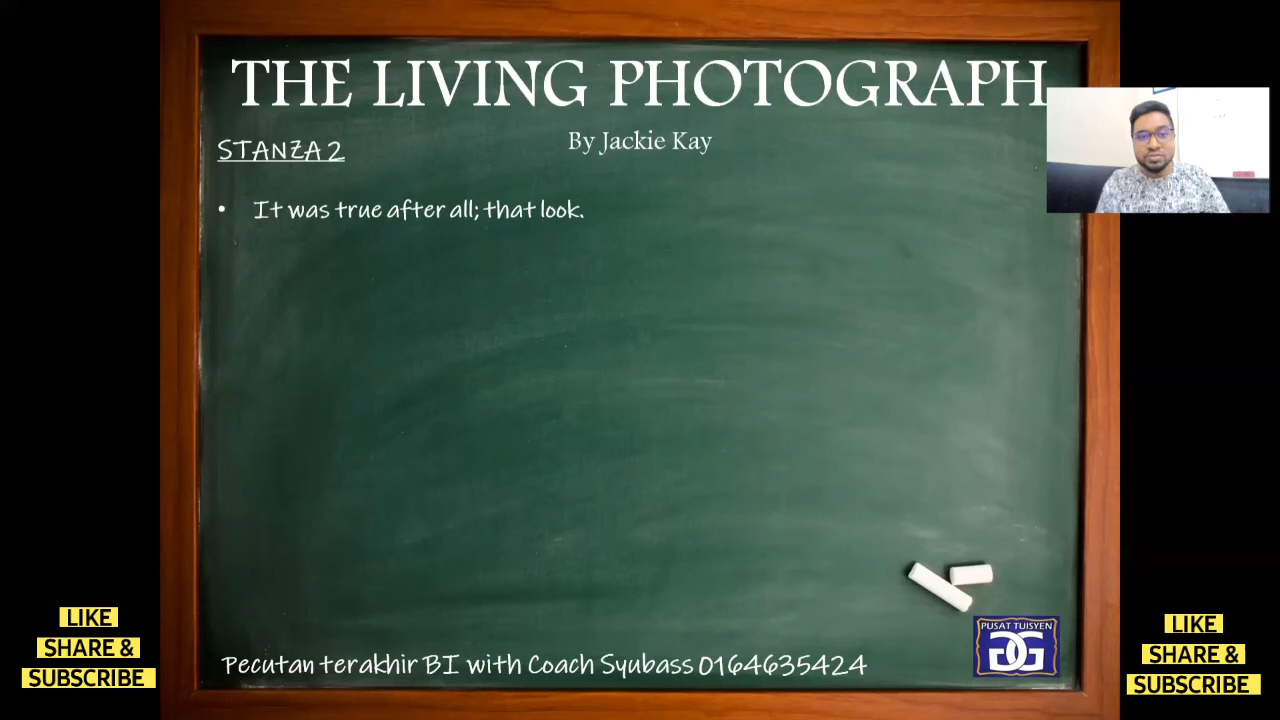 THE LIVING PHOTOGRAPH
By Jackie Kay
STANZA 2
• It was true after all; that look.
LIKE
SHARE &
SUBSCRIBE
LIKE
SHARE &
SUBSCRIBE
Pecutan terakhir BI with Coach Syubass 0164635424
PUSAT TUISYEN
GG